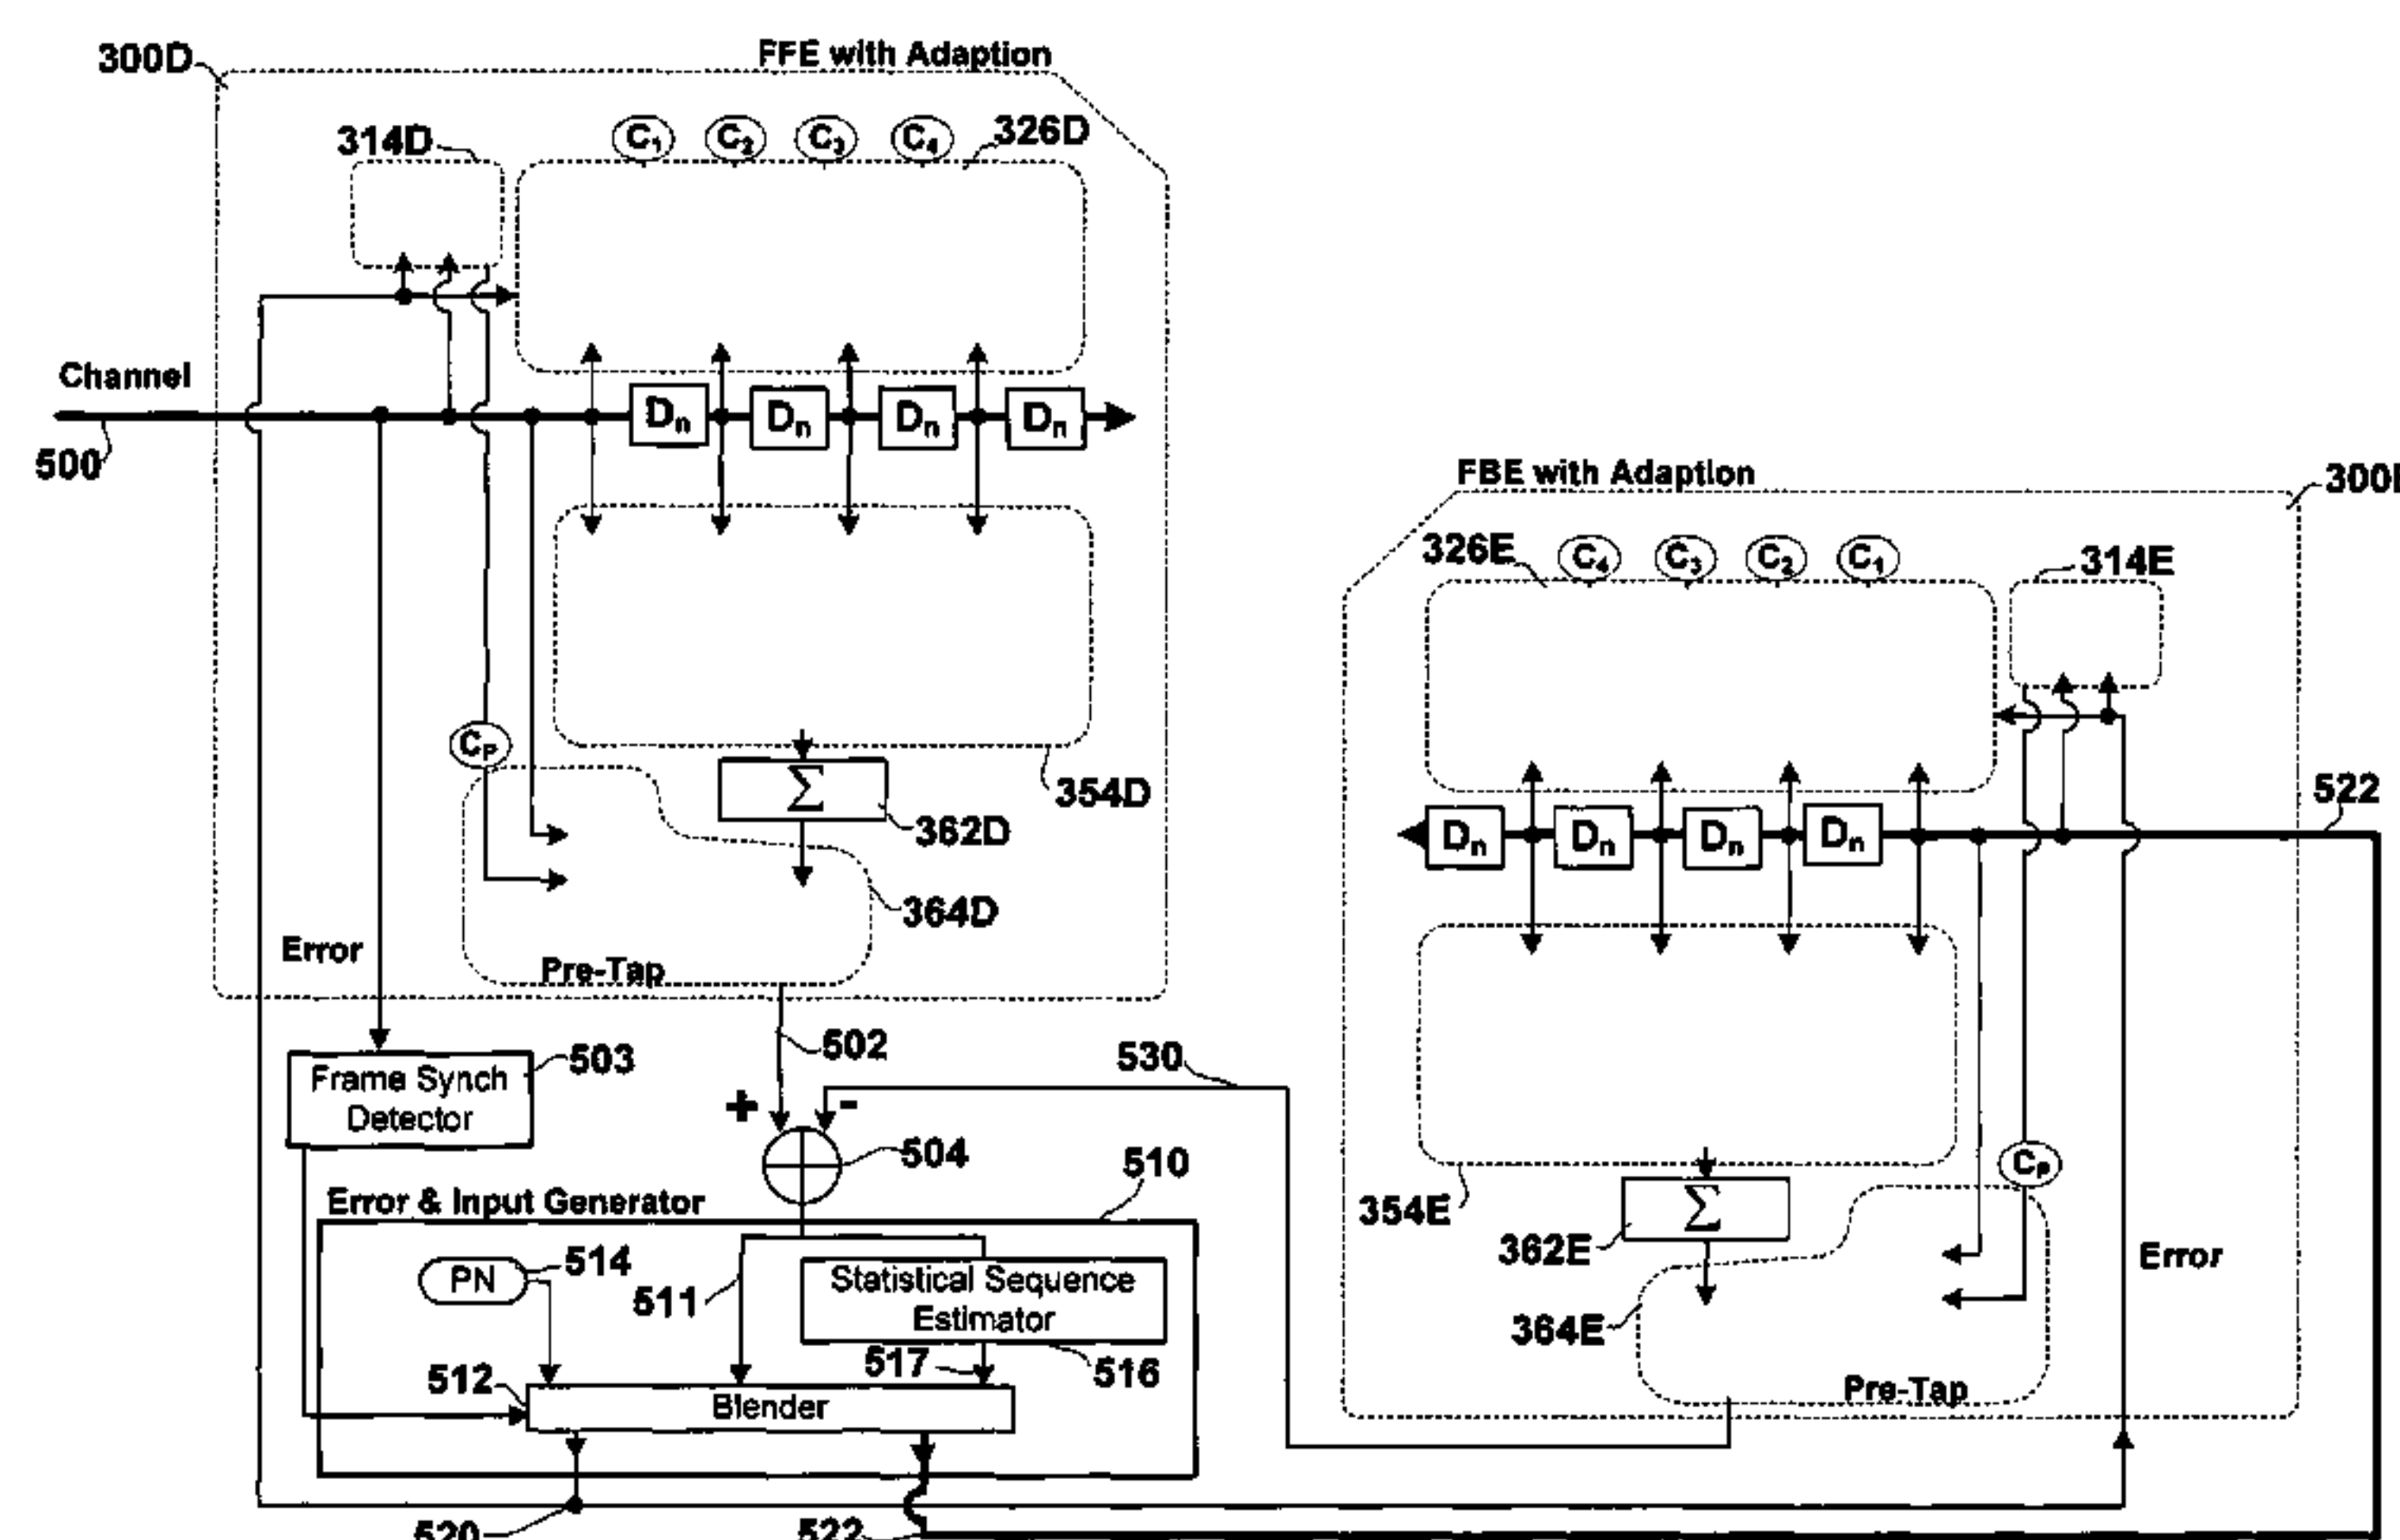 FFE with Adaption
300D
314D
C₁ C₂ C₃ C₄
326D
Channel
500
Dₙ Dₙ Dₙ Dₙ
FBE with Adaption
300E
326E
C₄ C₃ C₂ C₁
314E
Cₚ
Σ
354D
362D
522
Dₙ Dₙ Dₙ Dₙ
364D
Error
Pre-Tap
502
503
Frame Synch
Detector
530
+ -
504
Cₚ
510
Error & Input Generator
354E
Σ
362E
Error
514
PN
511
Statistical Sequence
Estimator
364E
517
516
512
Blender
Pre-Tap
520
522